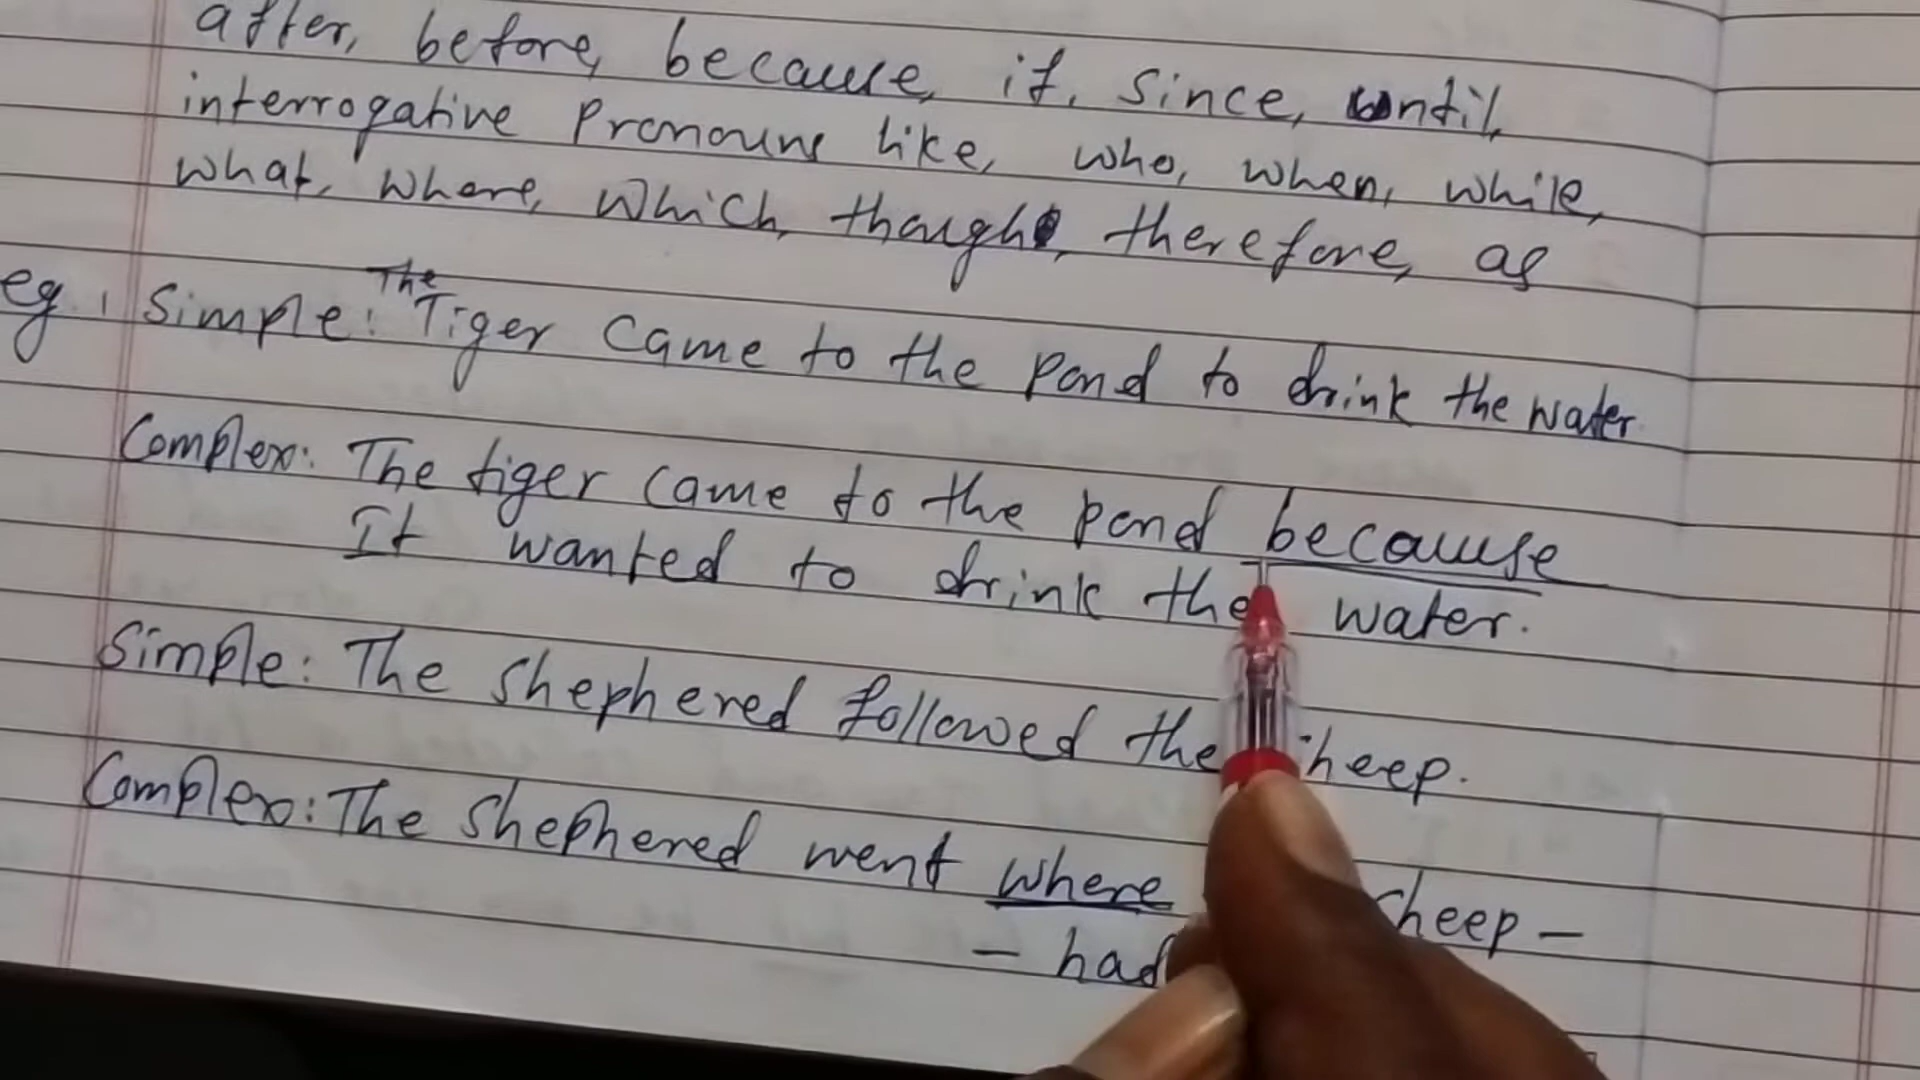 after, before, because, if, since, until,
interrogative pronouns like, who, when, while,
what, where, which, though, therefore, as
eg, Simple: The Tiger came to the pond to drink the water.
Complex: The tiger came to the pond because
It wanted to drink the water.
Simple: The shephered followed the sheep.
Complex: The shephered went where sheep -
- had